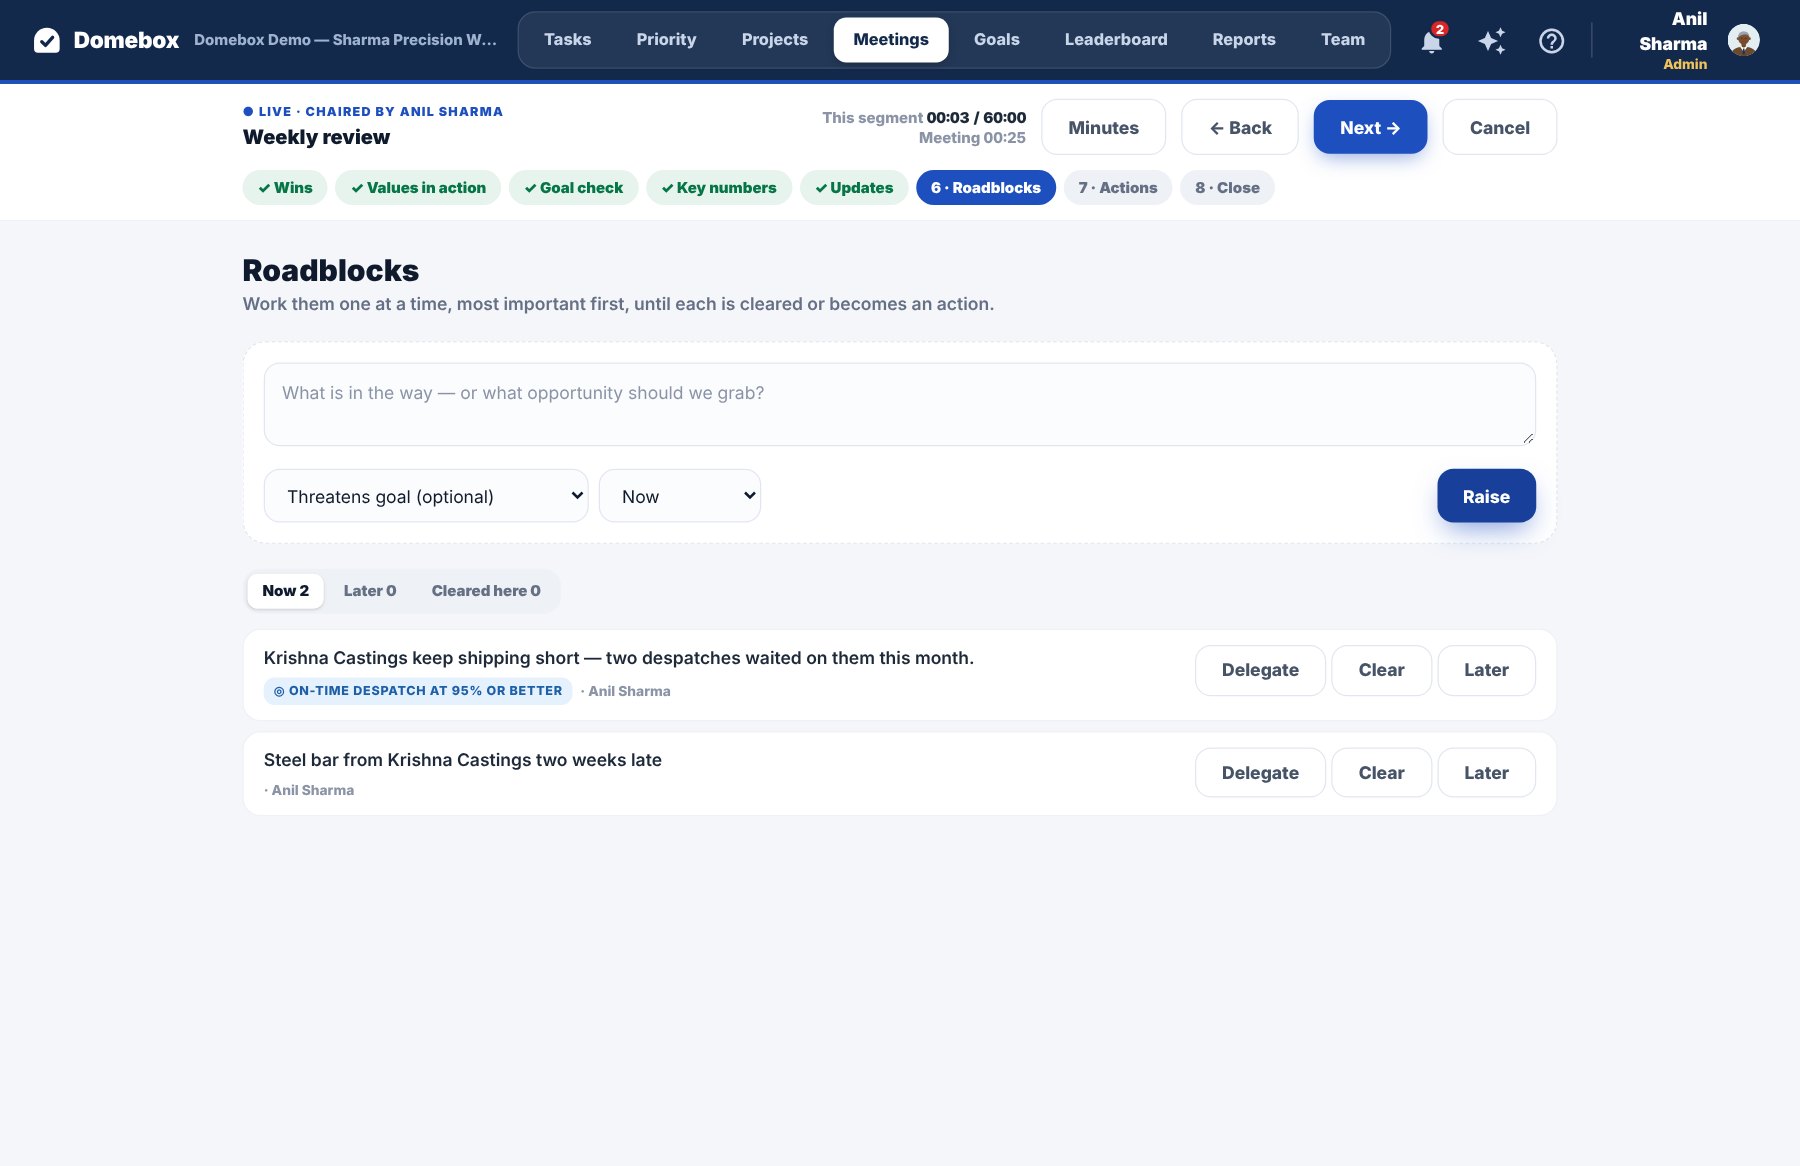 Domebox
Domebox Demo — Sharma Precision W...
Tasks
Priority
Projects
Meetings
Goals
Leaderboard
Reports
Team
2
Anil Sharma
Admin
LIVE · CHAIRED BY ANIL SHARMA
Weekly review
This segment 00:03 / 60:00
Meeting 00:25
Minutes
← Back
Next →
Cancel
✓ Wins
✓ Values in action
✓ Goal check
✓ Key numbers
✓ Updates
6 · Roadblocks
7 · Actions
8 · Close
Roadblocks
Work them one at a time, most important first, until each is cleared or becomes an action.
What is in the way — or what opportunity should we grab?
Threatens goal (optional)
Now
Raise
Now 2
Later 0
Cleared here 0
Krishna Castings keep shipping short — two despatches waited on them this month.
◎ ON-TIME DESPATCH AT 95% OR BETTER · Anil Sharma
Delegate
Clear
Later
Steel bar from Krishna Castings two weeks late
· Anil Sharma
Delegate
Clear
Later